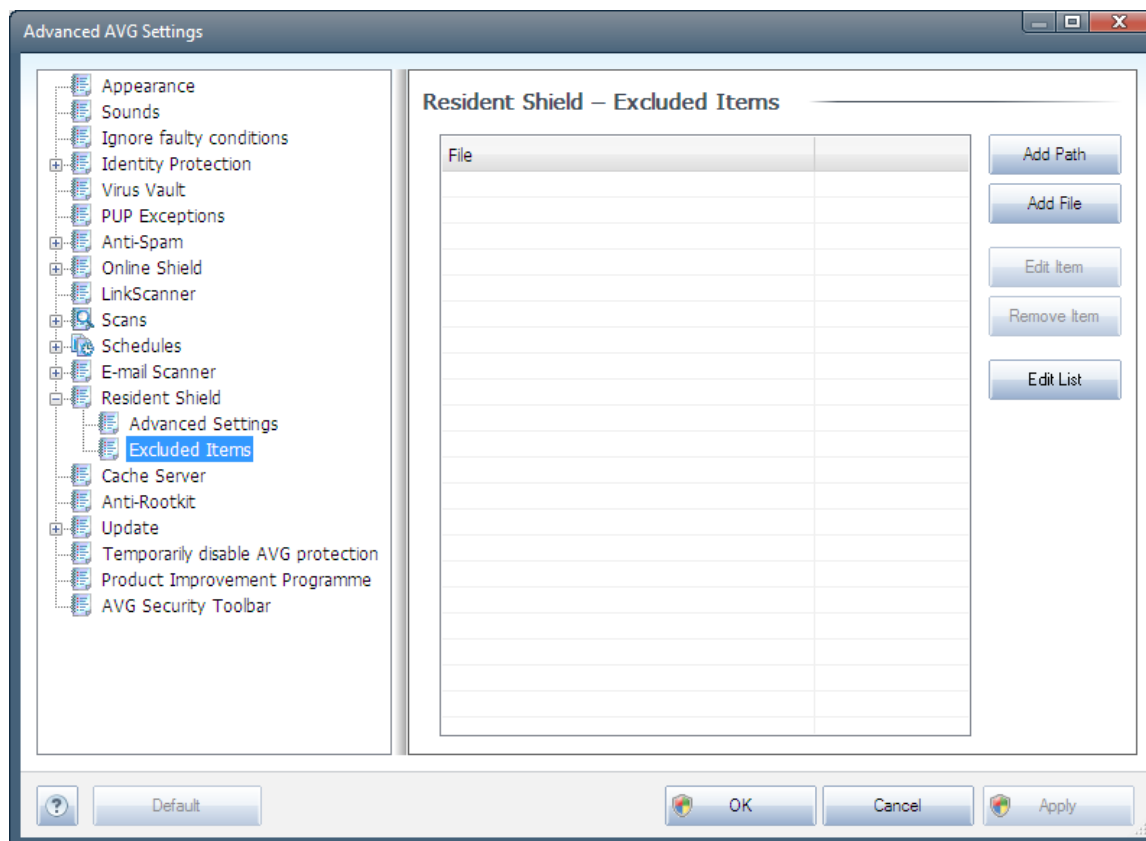 Advanced AVG Settings
Appearance
Sounds
Ignore faulty conditions
Identity Protection
Virus Vault
PUP Exceptions
Anti-Spam
Online Shield
LinkScanner
Scans
Schedules
E-mail Scanner
Resident Shield
Advanced Settings
Excluded Items
Cache Server
Anti-Rootkit
Update
Temporarily disable AVG protection
Product Improvement Programme
AVG Security Toolbar
Resident Shield – Excluded Items
File
Add Path
Add File
Edit Item
Remove Item
Edit List
? Default OK Cancel Apply